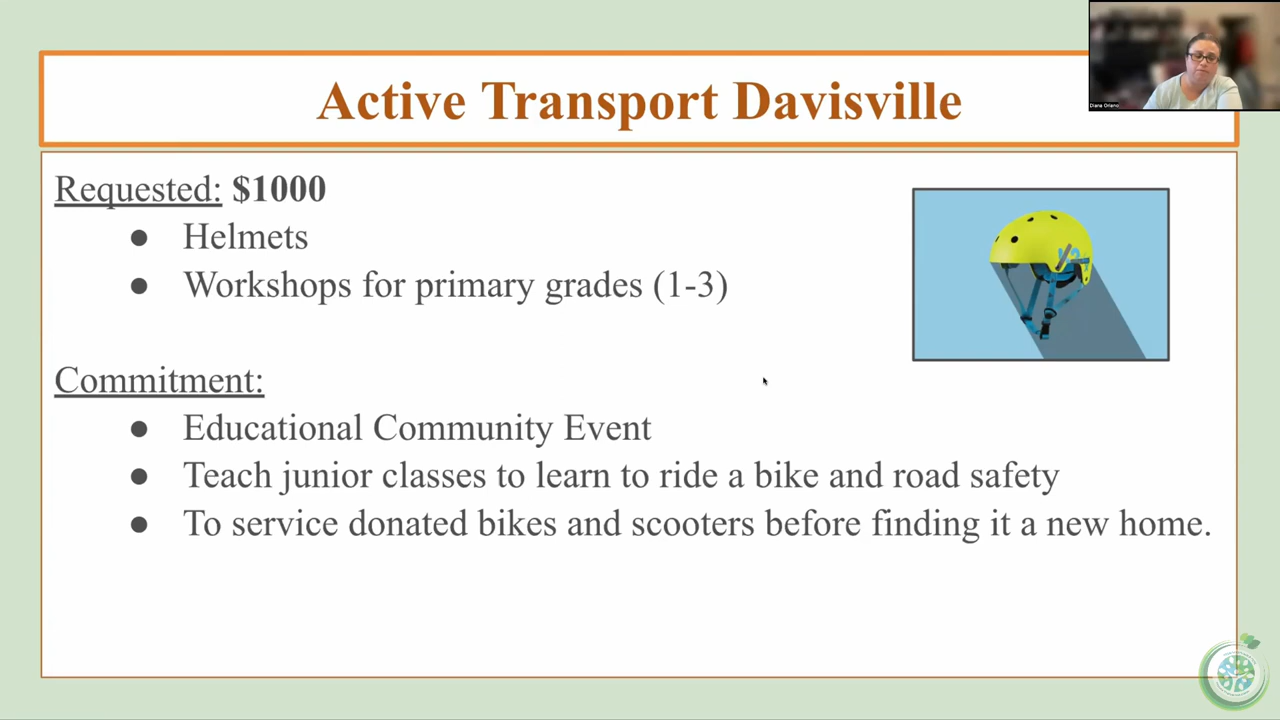 Active Transport Davisville
Diana Oriano
Requested: $1000
● Helmets
● Workshops for primary grades (1-3)
Commitment:
● Educational Community Event
● Teach junior classes to learn to ride a bike and road safety
● To service donated bikes and scooters before finding it a new home.